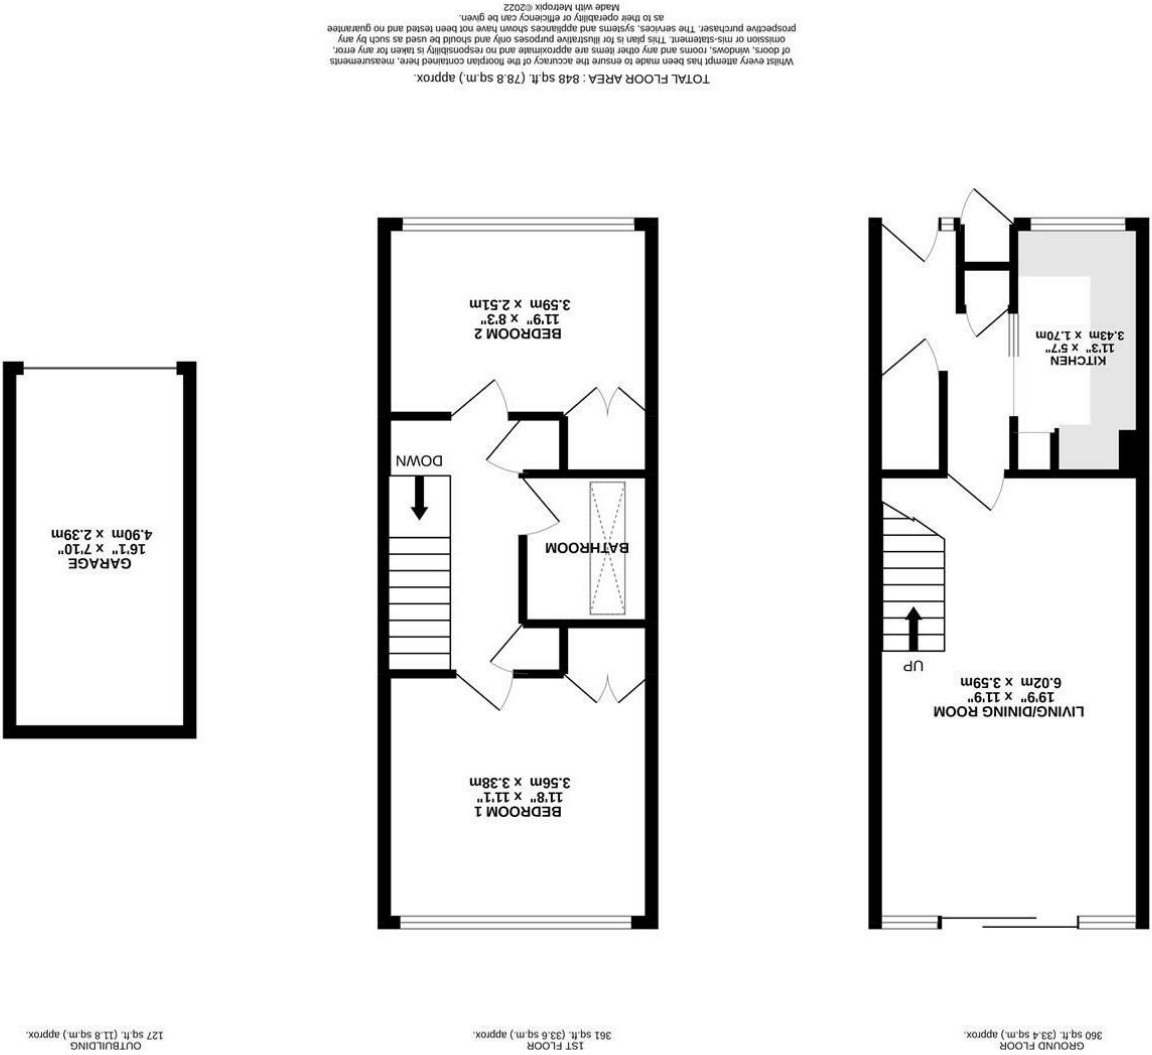 GROUND FLOOR
360 sq.ft. (33.4 sq.m.) approx.
1ST FLOOR
361 sq.ft. (33.6 sq.m.) approx.
OUTBUILDING
127 sq.ft. (11.8 sq.m.) approx.
LIVING/DINING ROOM
19'9" x 11'9"
6.02m x 3.59m
UP
KITCHEN
11'3" x 5'7"
3.43m x 1.70m
BEDROOM 1
11'8" x 11'1"
3.56m x 3.38m
BATHROOM
DOWN
BEDROOM 2
11'9" x 8'3"
3.59m x 2.51m
GARAGE
16'1" x 7'10"
4.90m x 2.39m
TOTAL FLOOR AREA : 848 sq.ft. (78.8 sq.m.) approx.
Whilst every attempt has been made to ensure the accuracy of the floorplan contained here, measurements
of doors, windows, rooms and any other items are approximate and no responsibility is taken for any error,
omission or mis-statement. This plan is for illustrative purposes only and should be used as such by any
prospective purchaser. The services, systems and appliances shown have not been tested and no guarantee
as to their operability or efficiency can be given.
Made with Metropix ©2022